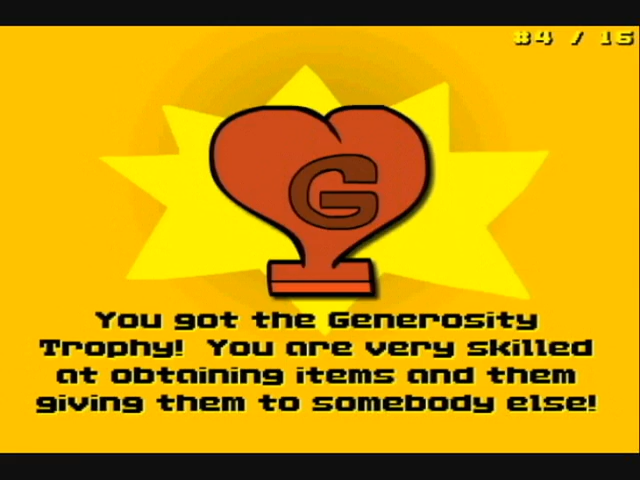 #4 / 16
G
You got the Generosity
Trophy! You are very skilled
at obtaining items and them
giving them to somebody else!